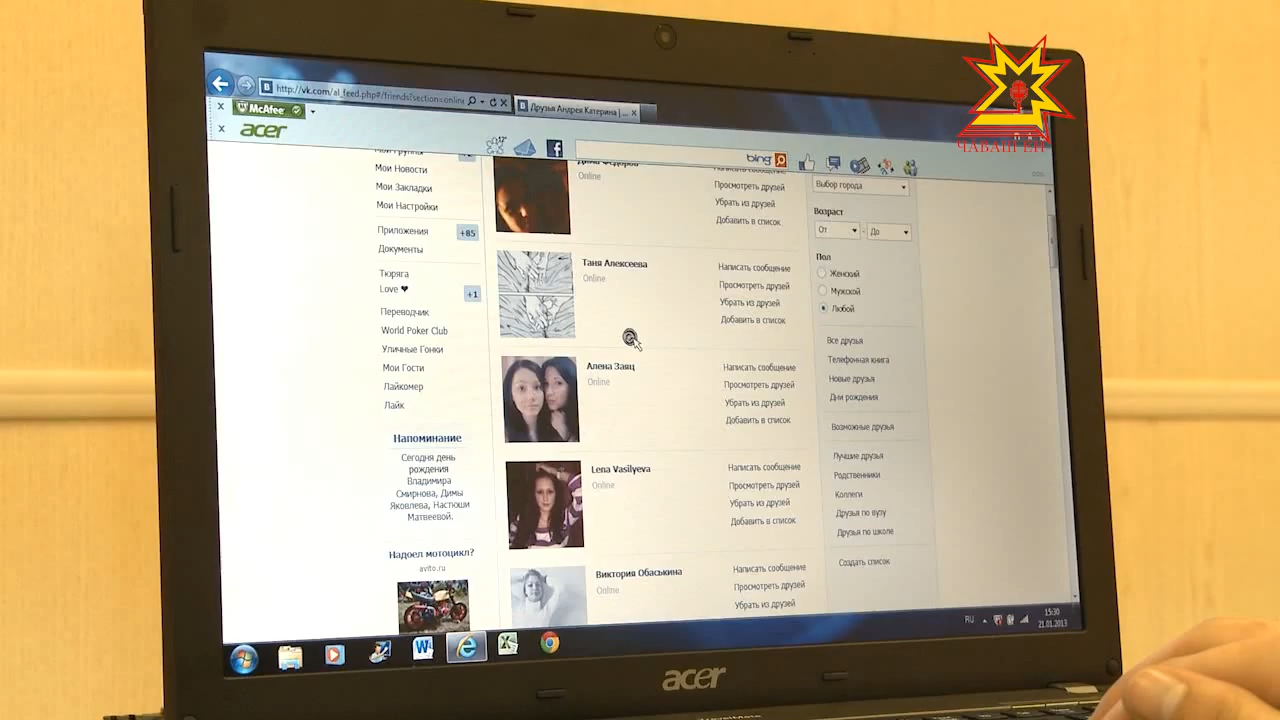 http://vk.com/al_feed.php#/friends?section=online
Друзья Андрея Катерина | ...
McAfee
acer
12°
bing
ЧĂВАШ ЕН
Мои Новости
Мои Закладки
Мои Настройки
Приложения +85
Документы
Тюряга
Love ❤ +1
Переводчик
World Poker Club
Уличные Гонки
Мои Гости
Лайкомер
Лайк
Напоминание
Сегодня день
рождения
Владимира
Смирнова, Димы
Яковлева, Настюши
Матвеевой.
Надоел мотоцикл?
avito.ru
Дима Федоров
Online
Просмотреть друзей
Убрать из друзей
Добавить в список
Таня Алексеева
Online
Написать сообщение
Просмотреть друзей
Убрать из друзей
Добавить в список
Алена Заяц
Online
Написать сообщение
Просмотреть друзей
Убрать из друзей
Добавить в список
Lena Vasilyeva
Online
Написать сообщение
Просмотреть друзей
Убрать из друзей
Добавить в список
Виктория Обаськина
Online
Написать сообщение
Просмотреть друзей
Убрать из друзей
Выбор города
Возраст
От - До
Пол
Женский
Мужской
Любой
Все друзья
Телефонная книга
Новые друзья
Дни рождения
Возможные друзья
Лучшие друзья
Родственники
Коллеги
Друзья по вузу
Друзья по школе
Создать список
RU
15:30
21.01.2013
acer
TravelMate